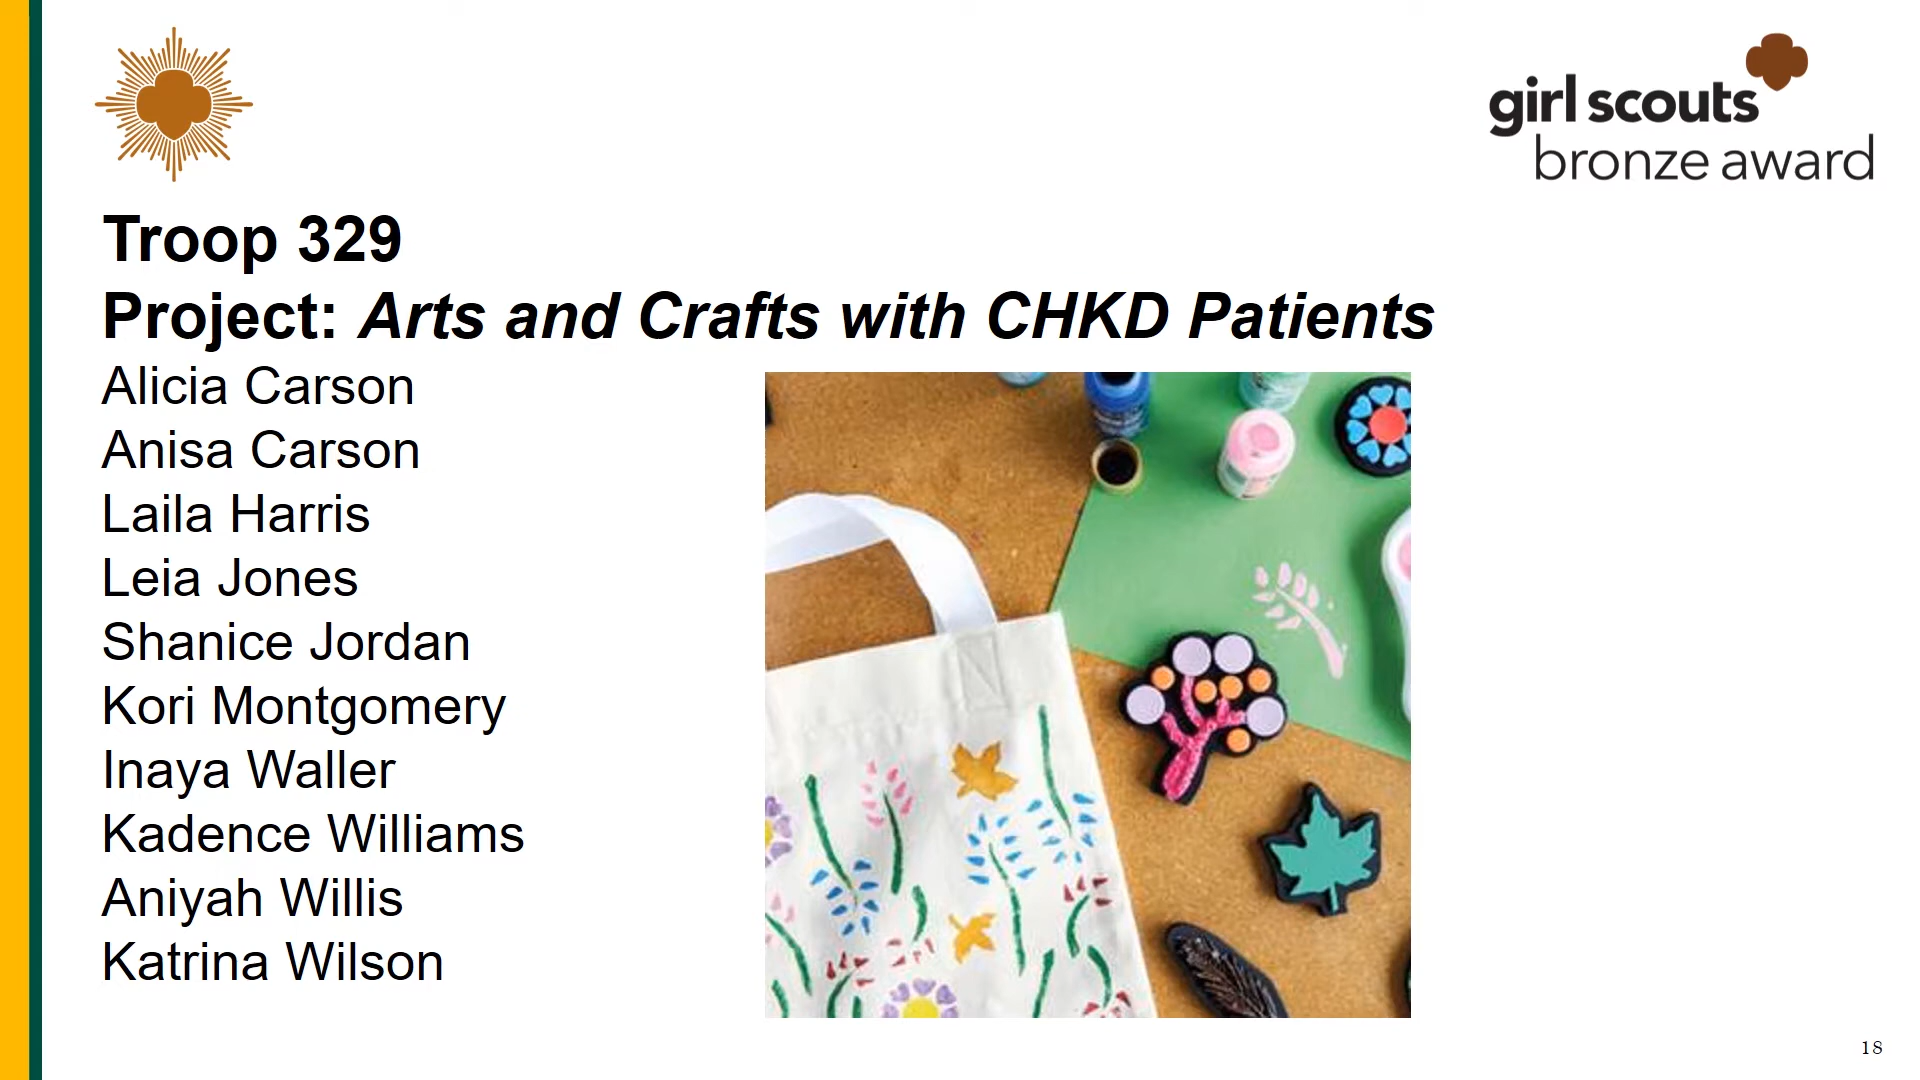 girl scouts
bronze award
Troop 329
Project: Arts and Crafts with CHKD Patients
Alicia Carson
Anisa Carson
Laila Harris
Leia Jones
Shanice Jordan
Kori Montgomery
Inaya Waller
Kadence Williams
Aniyah Willis
Katrina Wilson
18